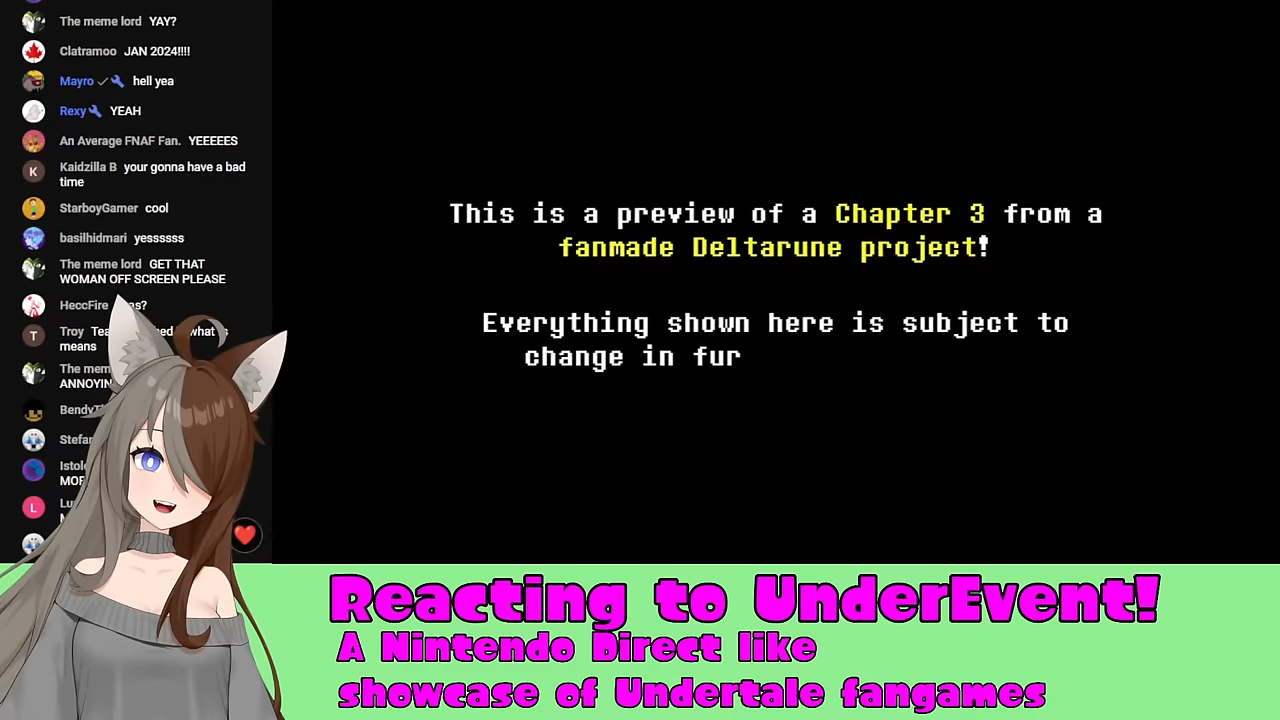 The meme lord YAY?
Clatramoo JAN 2024!!!!
Mayro hell yea
Rexy YEAH
An Average FNAF Fan. YEEEEES
K
Kaidzilla B your gonna have a bad
time
StarboyGamer cool
basilhidmari yessssss
The meme lord GET THAT
WOMAN OFF SCREEN PLEASE
HeccFire
T
Troy
means
The
L
This is a preview of a Chapter 3 from a
fanmade Deltarune project!
Everything shown here is subject to
change in fur
Reacting to UnderEvent!
A Nintendo Direct like
showcase of Undertale fangames